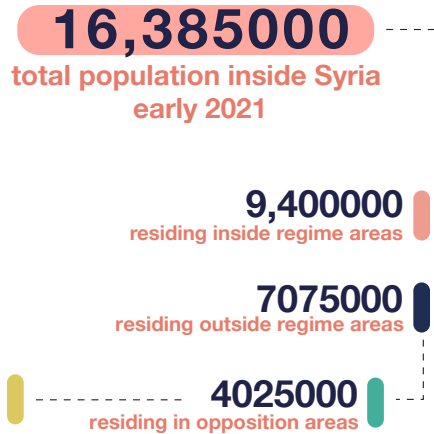 16,385000
total population inside Syria
early 2021
9,400000
residing inside regime areas
7075000
residing outside regime areas
4025000
residing in opposition areas